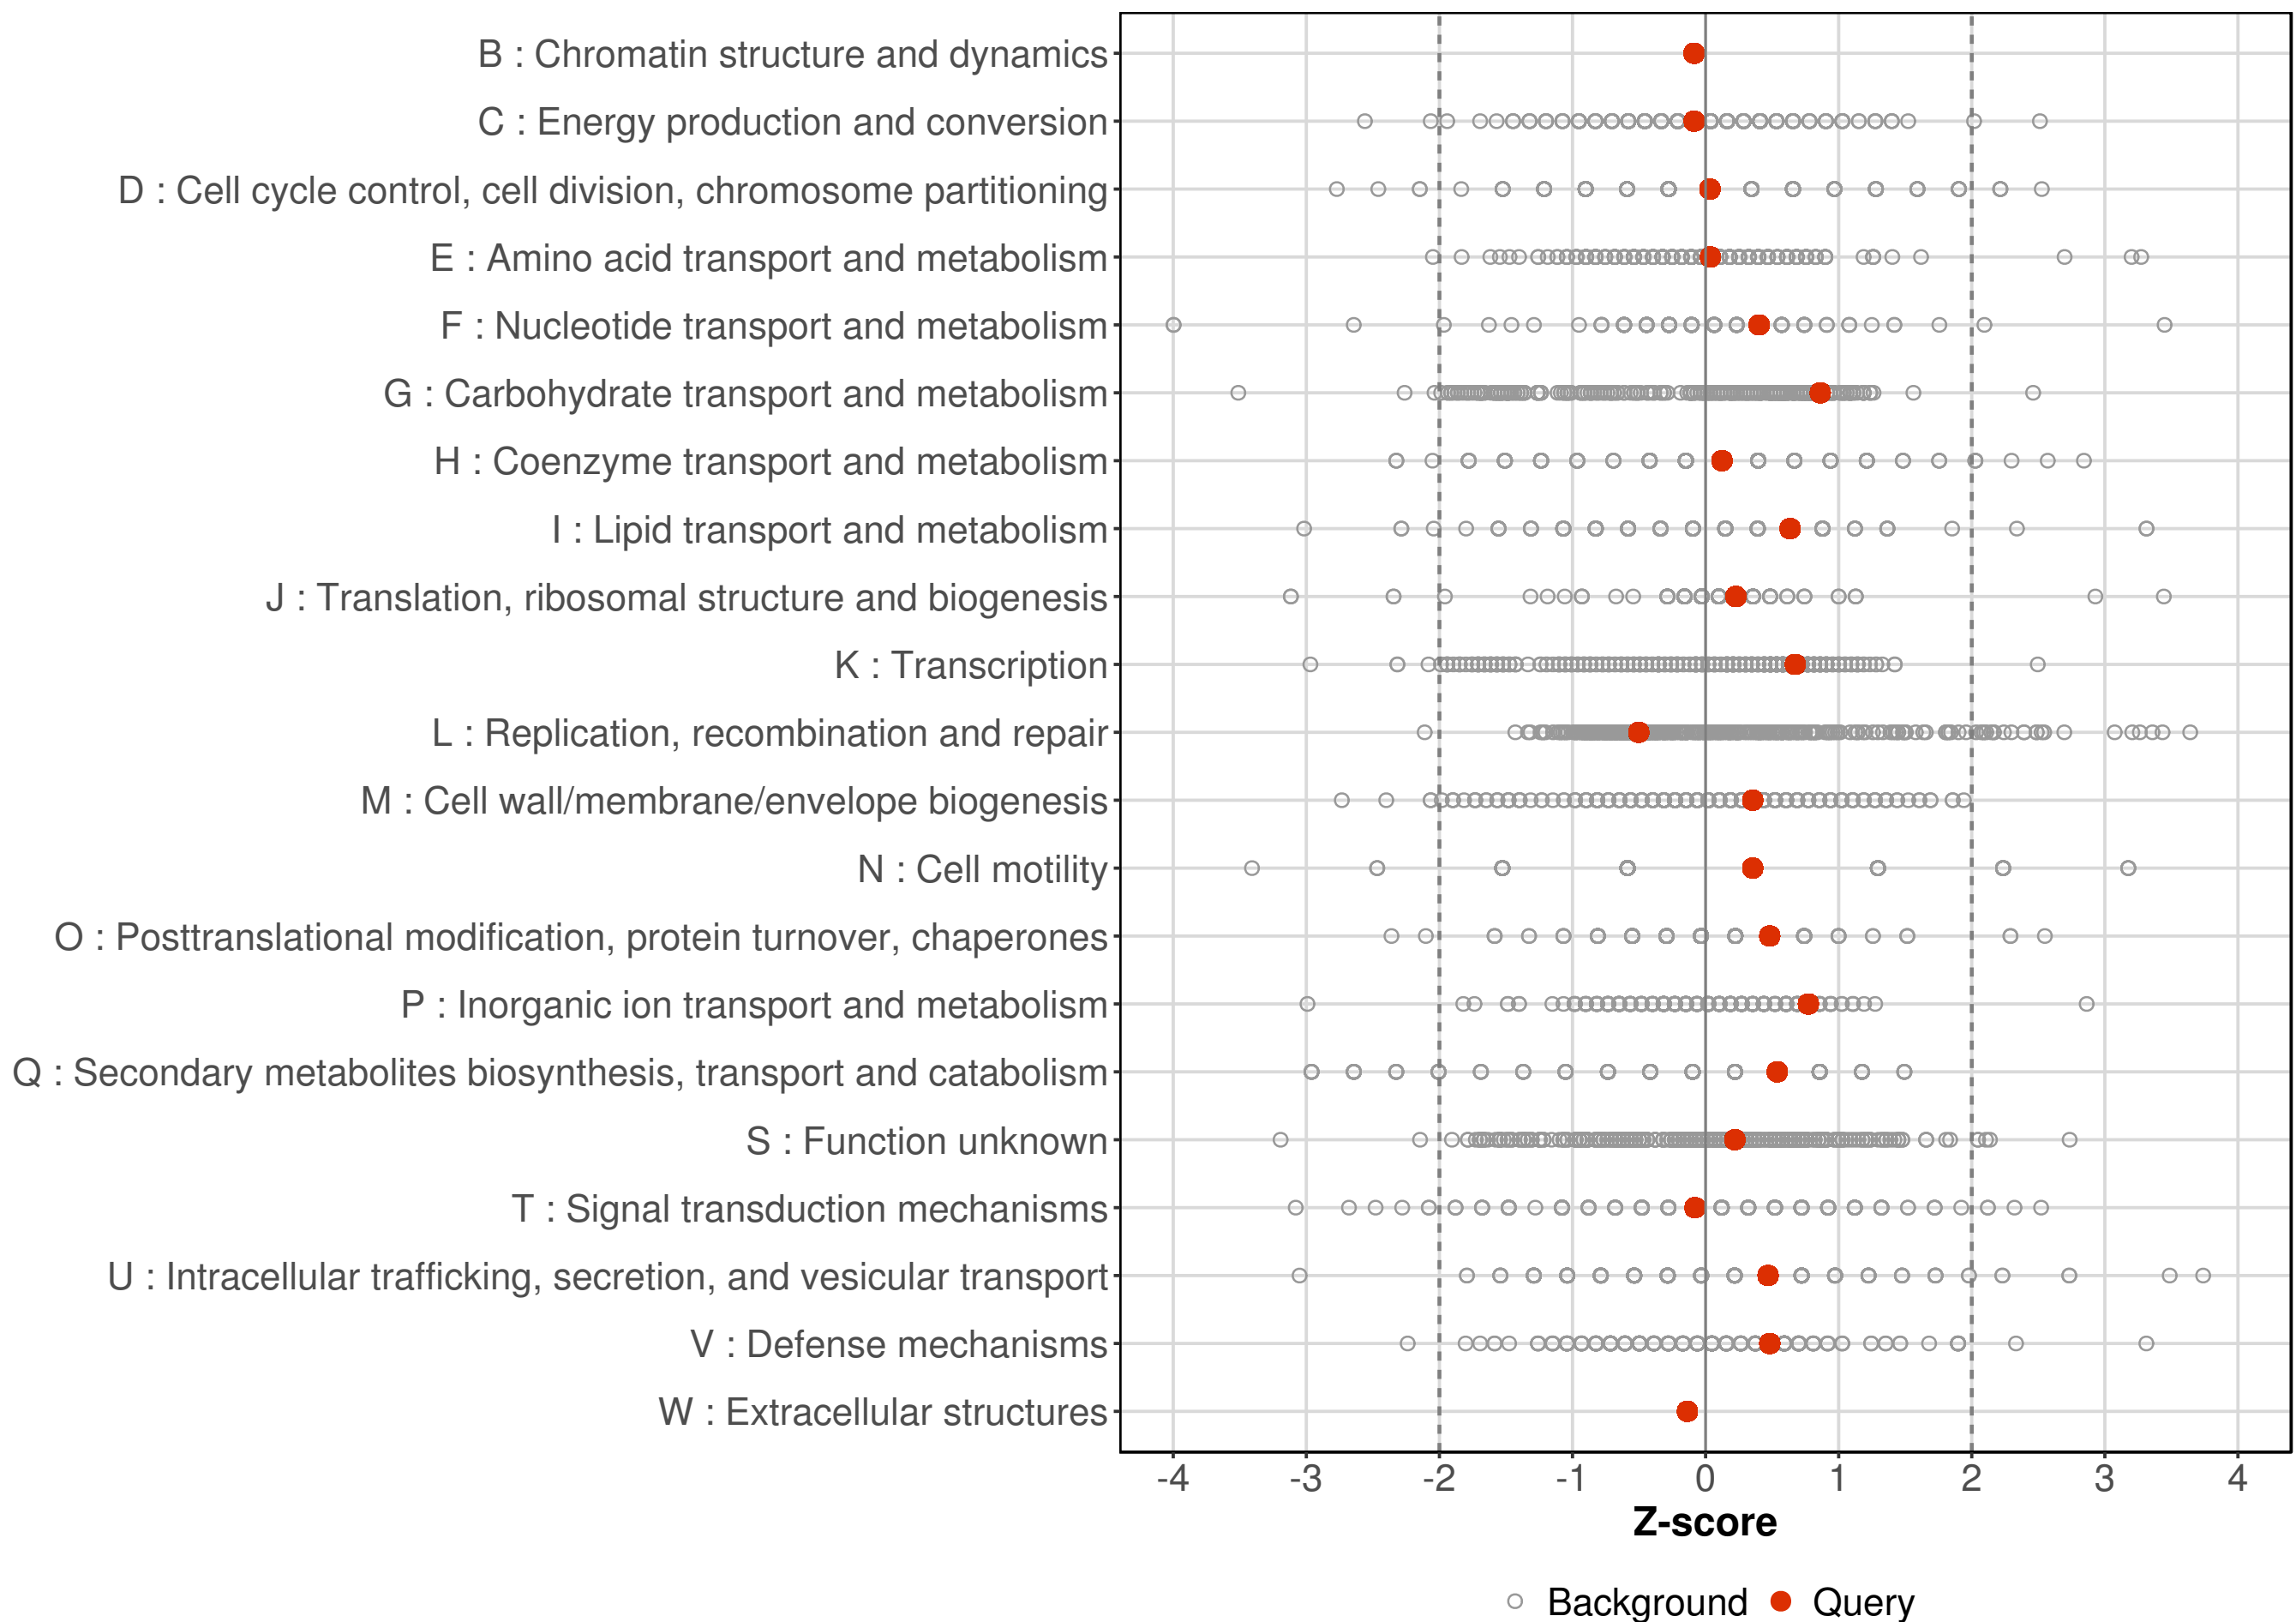 B : Chromatin structure and dynamics
C : Energy production and conversion
D : Cell cycle control, cell division, chromosome partitioning
E : Amino acid transport and metabolism
F : Nucleotide transport and metabolism
G : Carbohydrate transport and metabolism
H : Coenzyme transport and metabolism
I : Lipid transport and metabolism
J : Translation, ribosomal structure and biogenesis
K : Transcription
L : Replication, recombination and repair
M : Cell wall/membrane/envelope biogenesis
N : Cell motility
O : Posttranslational modification, protein turnover, chaperones
P : Inorganic ion transport and metabolism
Q : Secondary metabolites biosynthesis, transport and catabolism
S : Function unknown
T : Signal transduction mechanisms
U : Intracellular trafficking, secretion, and vesicular transport
V : Defense mechanisms
W : Extracellular structures
-4 -3 -2 -1 0 1 2 3 4
Z-score
Background Query